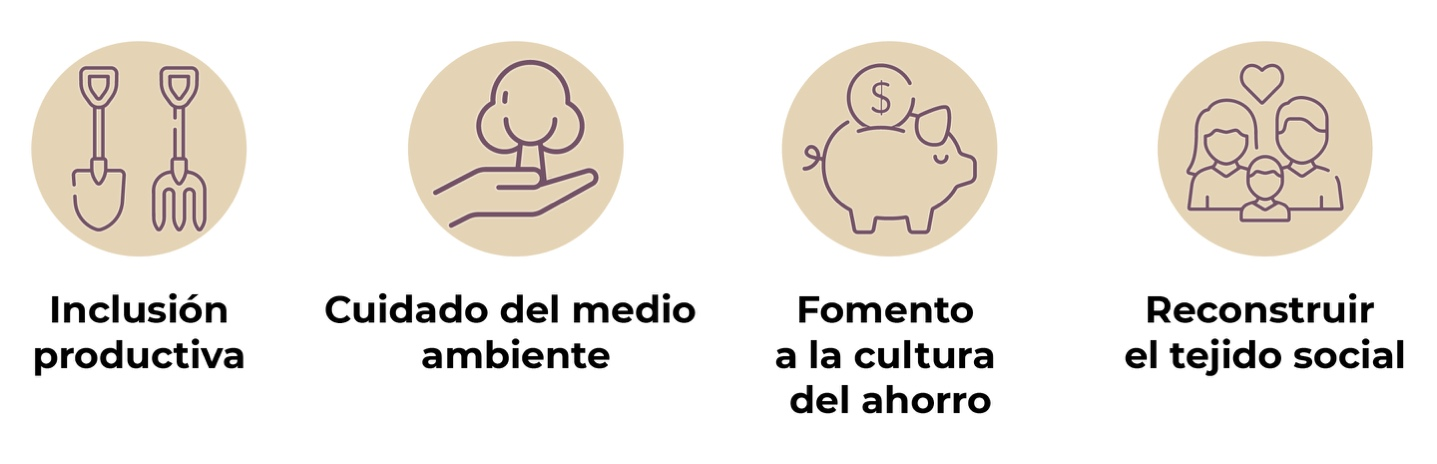 $
Inclusión
productiva
Cuidado del medio
ambiente
Fomento
a la cultura
del ahorro
Reconstruir
el tejido social